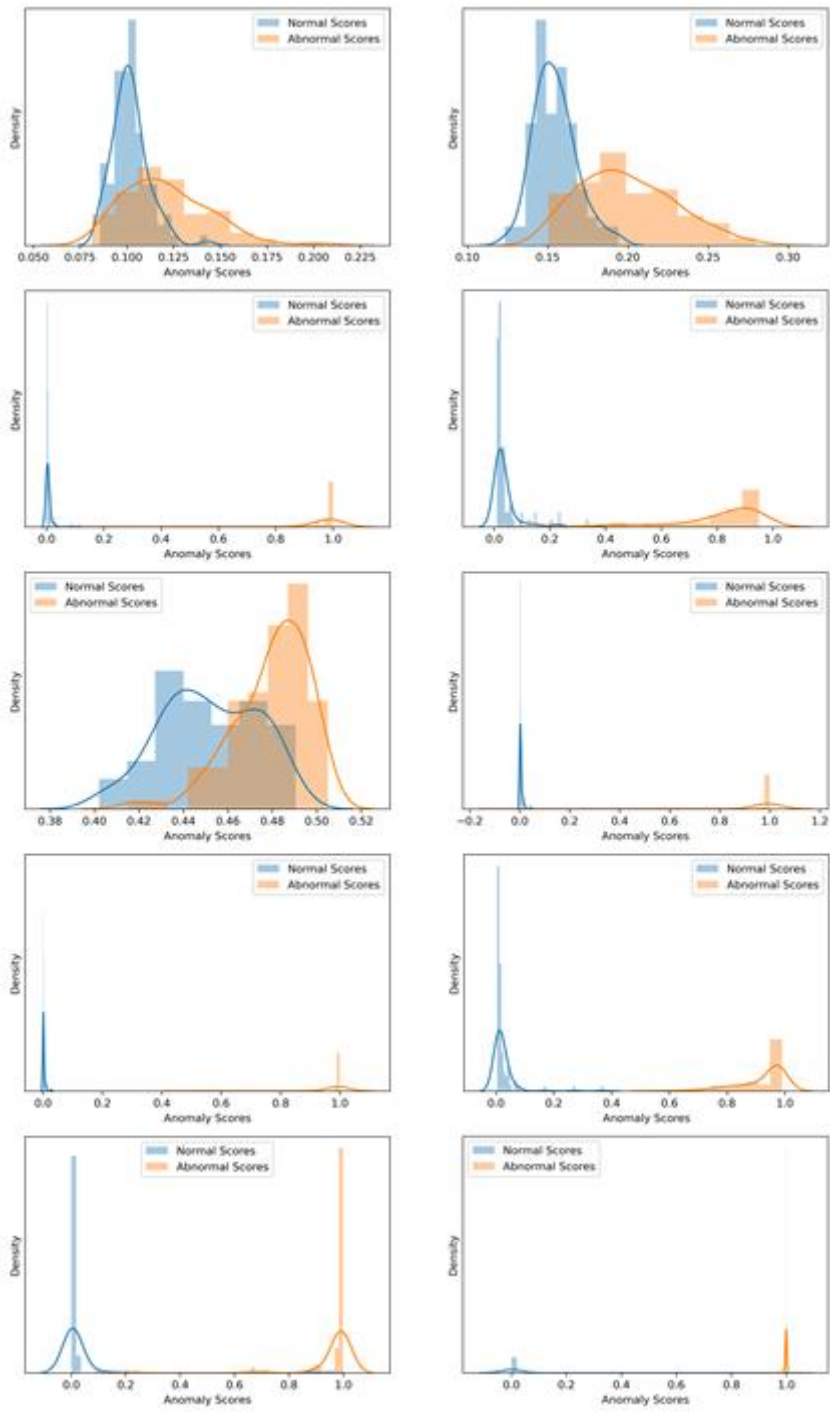 Normal Scores
Abnormal Scores
Density
0.050 0.075 0.100 0.125 0.150 0.175 0.200 0.225
Anomaly Scores
Normal Scores
Abnormal Scores
Density
0.10 0.15 0.20 0.25 0.30
Anomaly Scores
Normal Scores
Abnormal Scores
Density
0.0 0.2 0.4 0.6 0.8 1.0
Anomaly Scores
Normal Scores
Abnormal Scores
Density
0.0 0.2 0.4 0.6 0.8 1.0
Anomaly Scores
Normal Scores
Abnormal Scores
Density
0.38 0.40 0.42 0.44 0.46 0.48 0.50 0.52
Anomaly Scores
Normal Scores
Abnormal Scores
Density
−0.2 0.0 0.2 0.4 0.6 0.8 1.0 1.2
Anomaly Scores
Normal Scores
Abnormal Scores
Density
0.0 0.2 0.4 0.6 0.8 1.0
Anomaly Scores
Normal Scores
Abnormal Scores
Density
0.0 0.2 0.4 0.6 0.8 1.0
Anomaly Scores
Normal Scores
Abnormal Scores
Density
0.0 0.2 0.4 0.6 0.8 1.0
Anomaly Scores
Normal Scores
Abnormal Scores
Density
0.0 0.2 0.4 0.6 0.8 1.0
Anomaly Scores